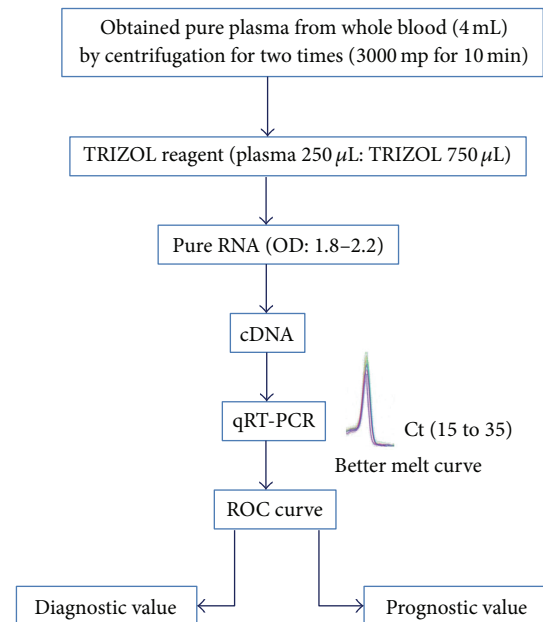 Obtained pure plasma from whole blood (4 mL)
by centrifugation for two times (3000 mp for 10 min)
TRIZOL reagent (plasma 250 μL: TRIZOL 750 μL)
Pure RNA (OD: 1.8–2.2)
cDNA
qRT-PCR
Ct (15 to 35)
Better melt curve
ROC curve
Diagnostic value
Prognostic value